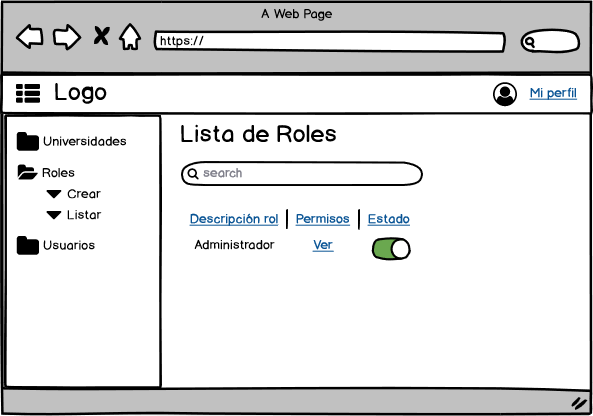 A Web Page
https://
Logo
Mi perfil
Universidades
Roles
Crear
Listar
Usuarios
Lista de Roles
search
Descripción rol Permisos Estado
Administrador Ver